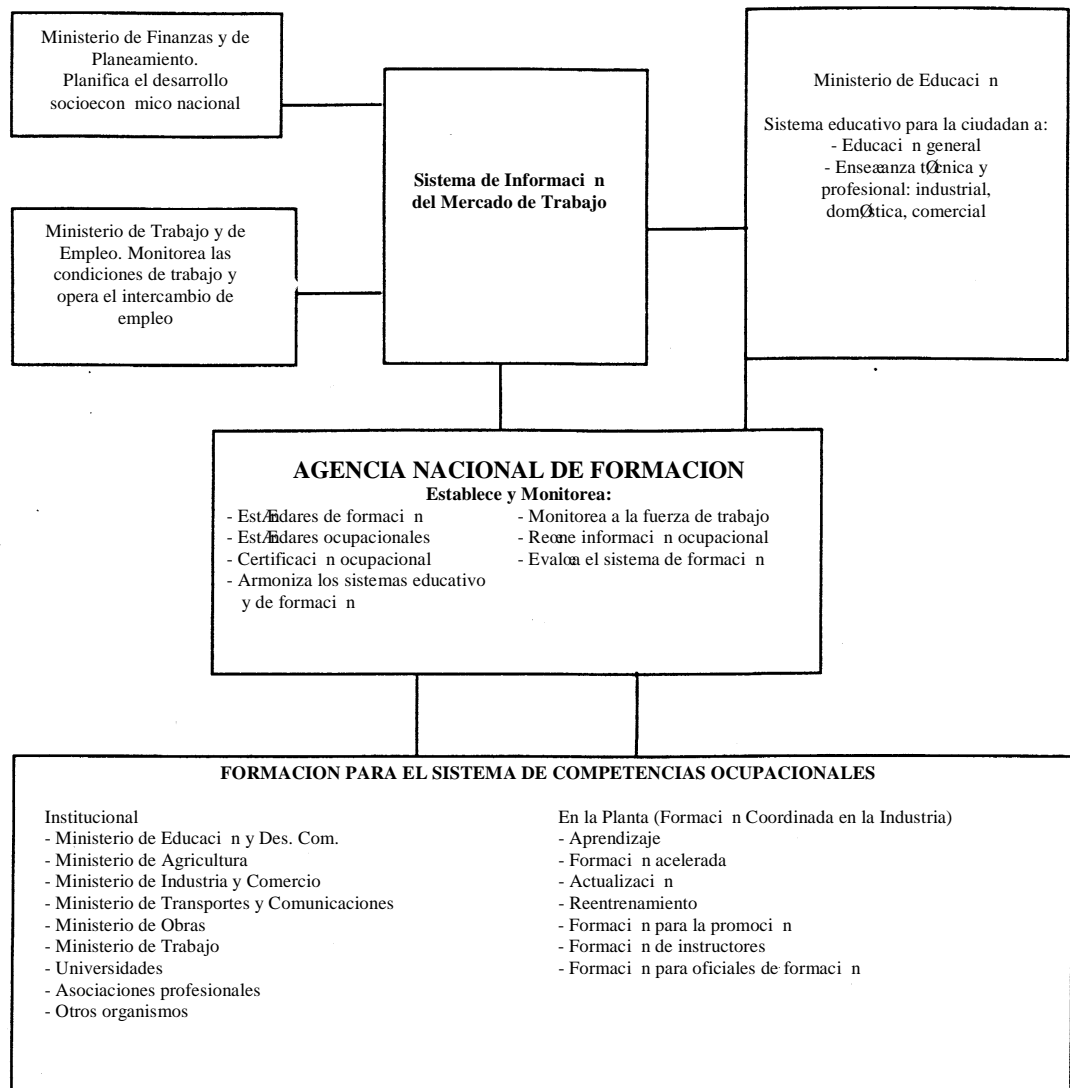 Ministerio de Finanzas y de
Planeamiento.
Planifica el desarrollo
socioecon mico nacional
Ministerio de Trabajo y de
Empleo. Monitorea las
condiciones de trabajo y
opera el intercambio de
empleo
Sistema de Informaci n
del Mercado de Trabajo
Ministerio de Educaci n
Sistema educativo para la ciudadan a:
- Educaci n general
- Enseæanza tØcnica y
profesional: industrial,
domØstica, comercial
AGENCIA NACIONAL DE FORMACION
Establece y Monitorea:
- EstÆndares de formaci n
- EstÆndares ocupacionales
- Certificaci n ocupacional
- Armoniza los sistemas educativo
y de formaci n
- Monitorea a la fuerza de trabajo
- Reœne informaci n ocupacional
- Evalœa el sistema de formaci n
FORMACION PARA EL SISTEMA DE COMPETENCIAS OCUPACIONALES
Institucional
- Ministerio de Educaci n y Des. Com.
- Ministerio de Agricultura
- Ministerio de Industria y Comercio
- Ministerio de Transportes y Comunicaciones
- Ministerio de Obras
- Ministerio de Trabajo
- Universidades
- Asociaciones profesionales
- Otros organismos
En la Planta (Formaci n Coordinada en la Industria)
- Aprendizaje
- Formaci n acelerada
- Actualizaci n
- Reentrenamiento
- Formaci n para la promoci n
- Formaci n de instructores
- Formaci n para oficiales de formaci n